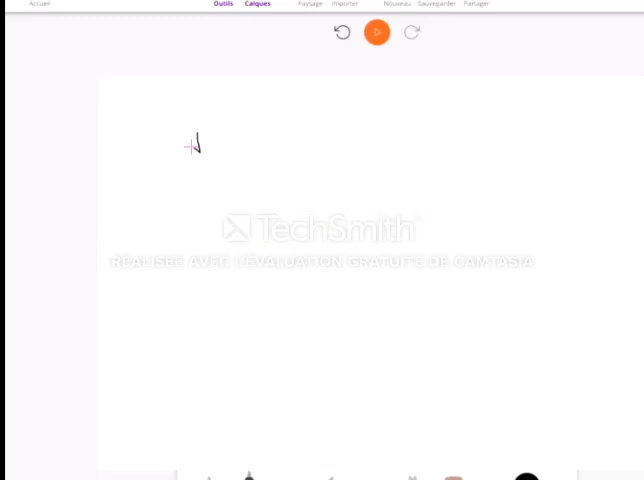 Accueil Outils Calques Paysage Importer Nouveau Sauvegarder Partager
TechSmith
RÉALISÉE AVEC L'ÉVALUATION GRATUITE DE CAMTASIA